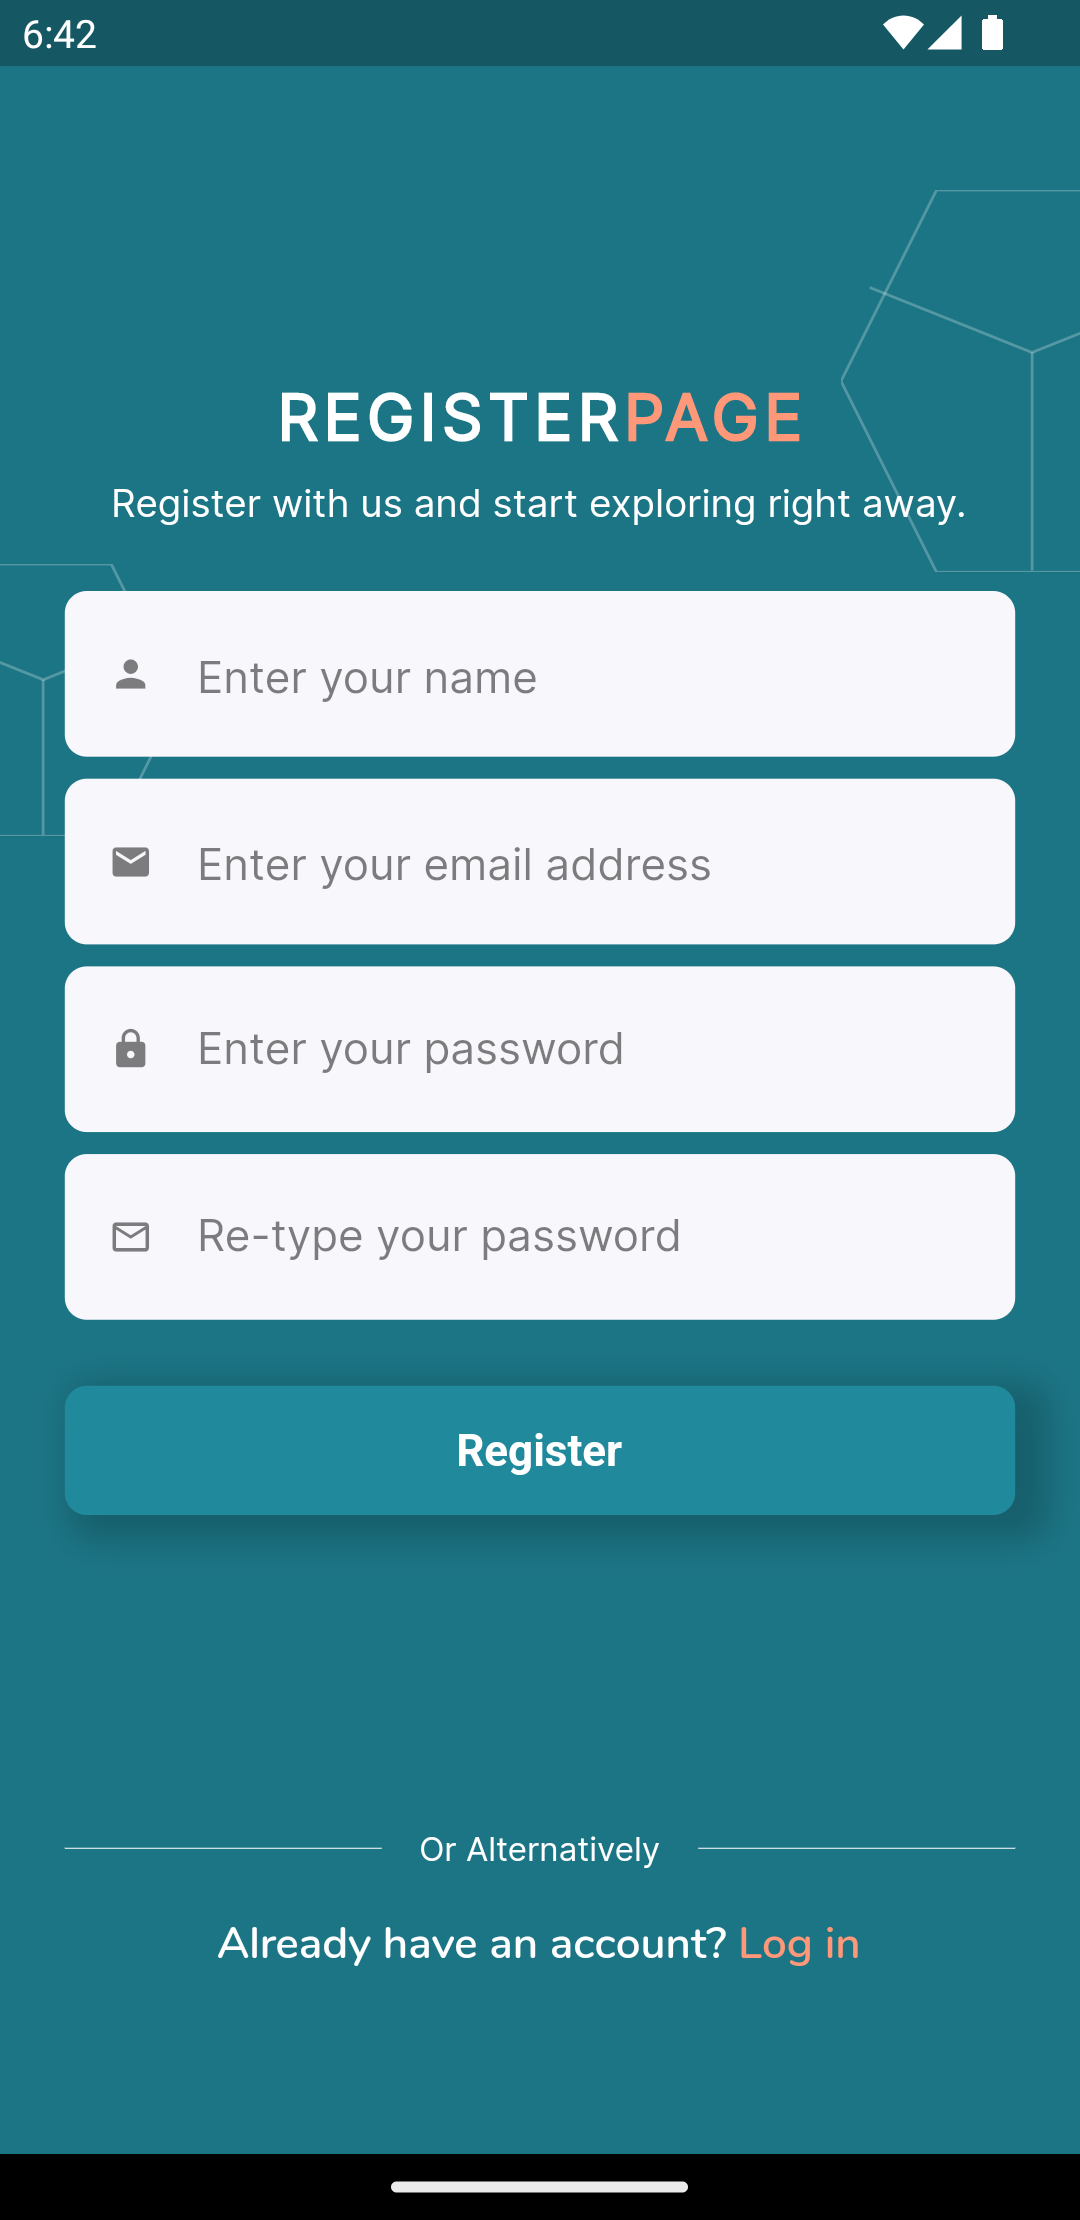 6:42
REGISTERPAGE
Register with us and start exploring right away.
Enter your name
Enter your email address
Enter your password
Re-type your password
Register
Or Alternatively
Already have an account? Log in